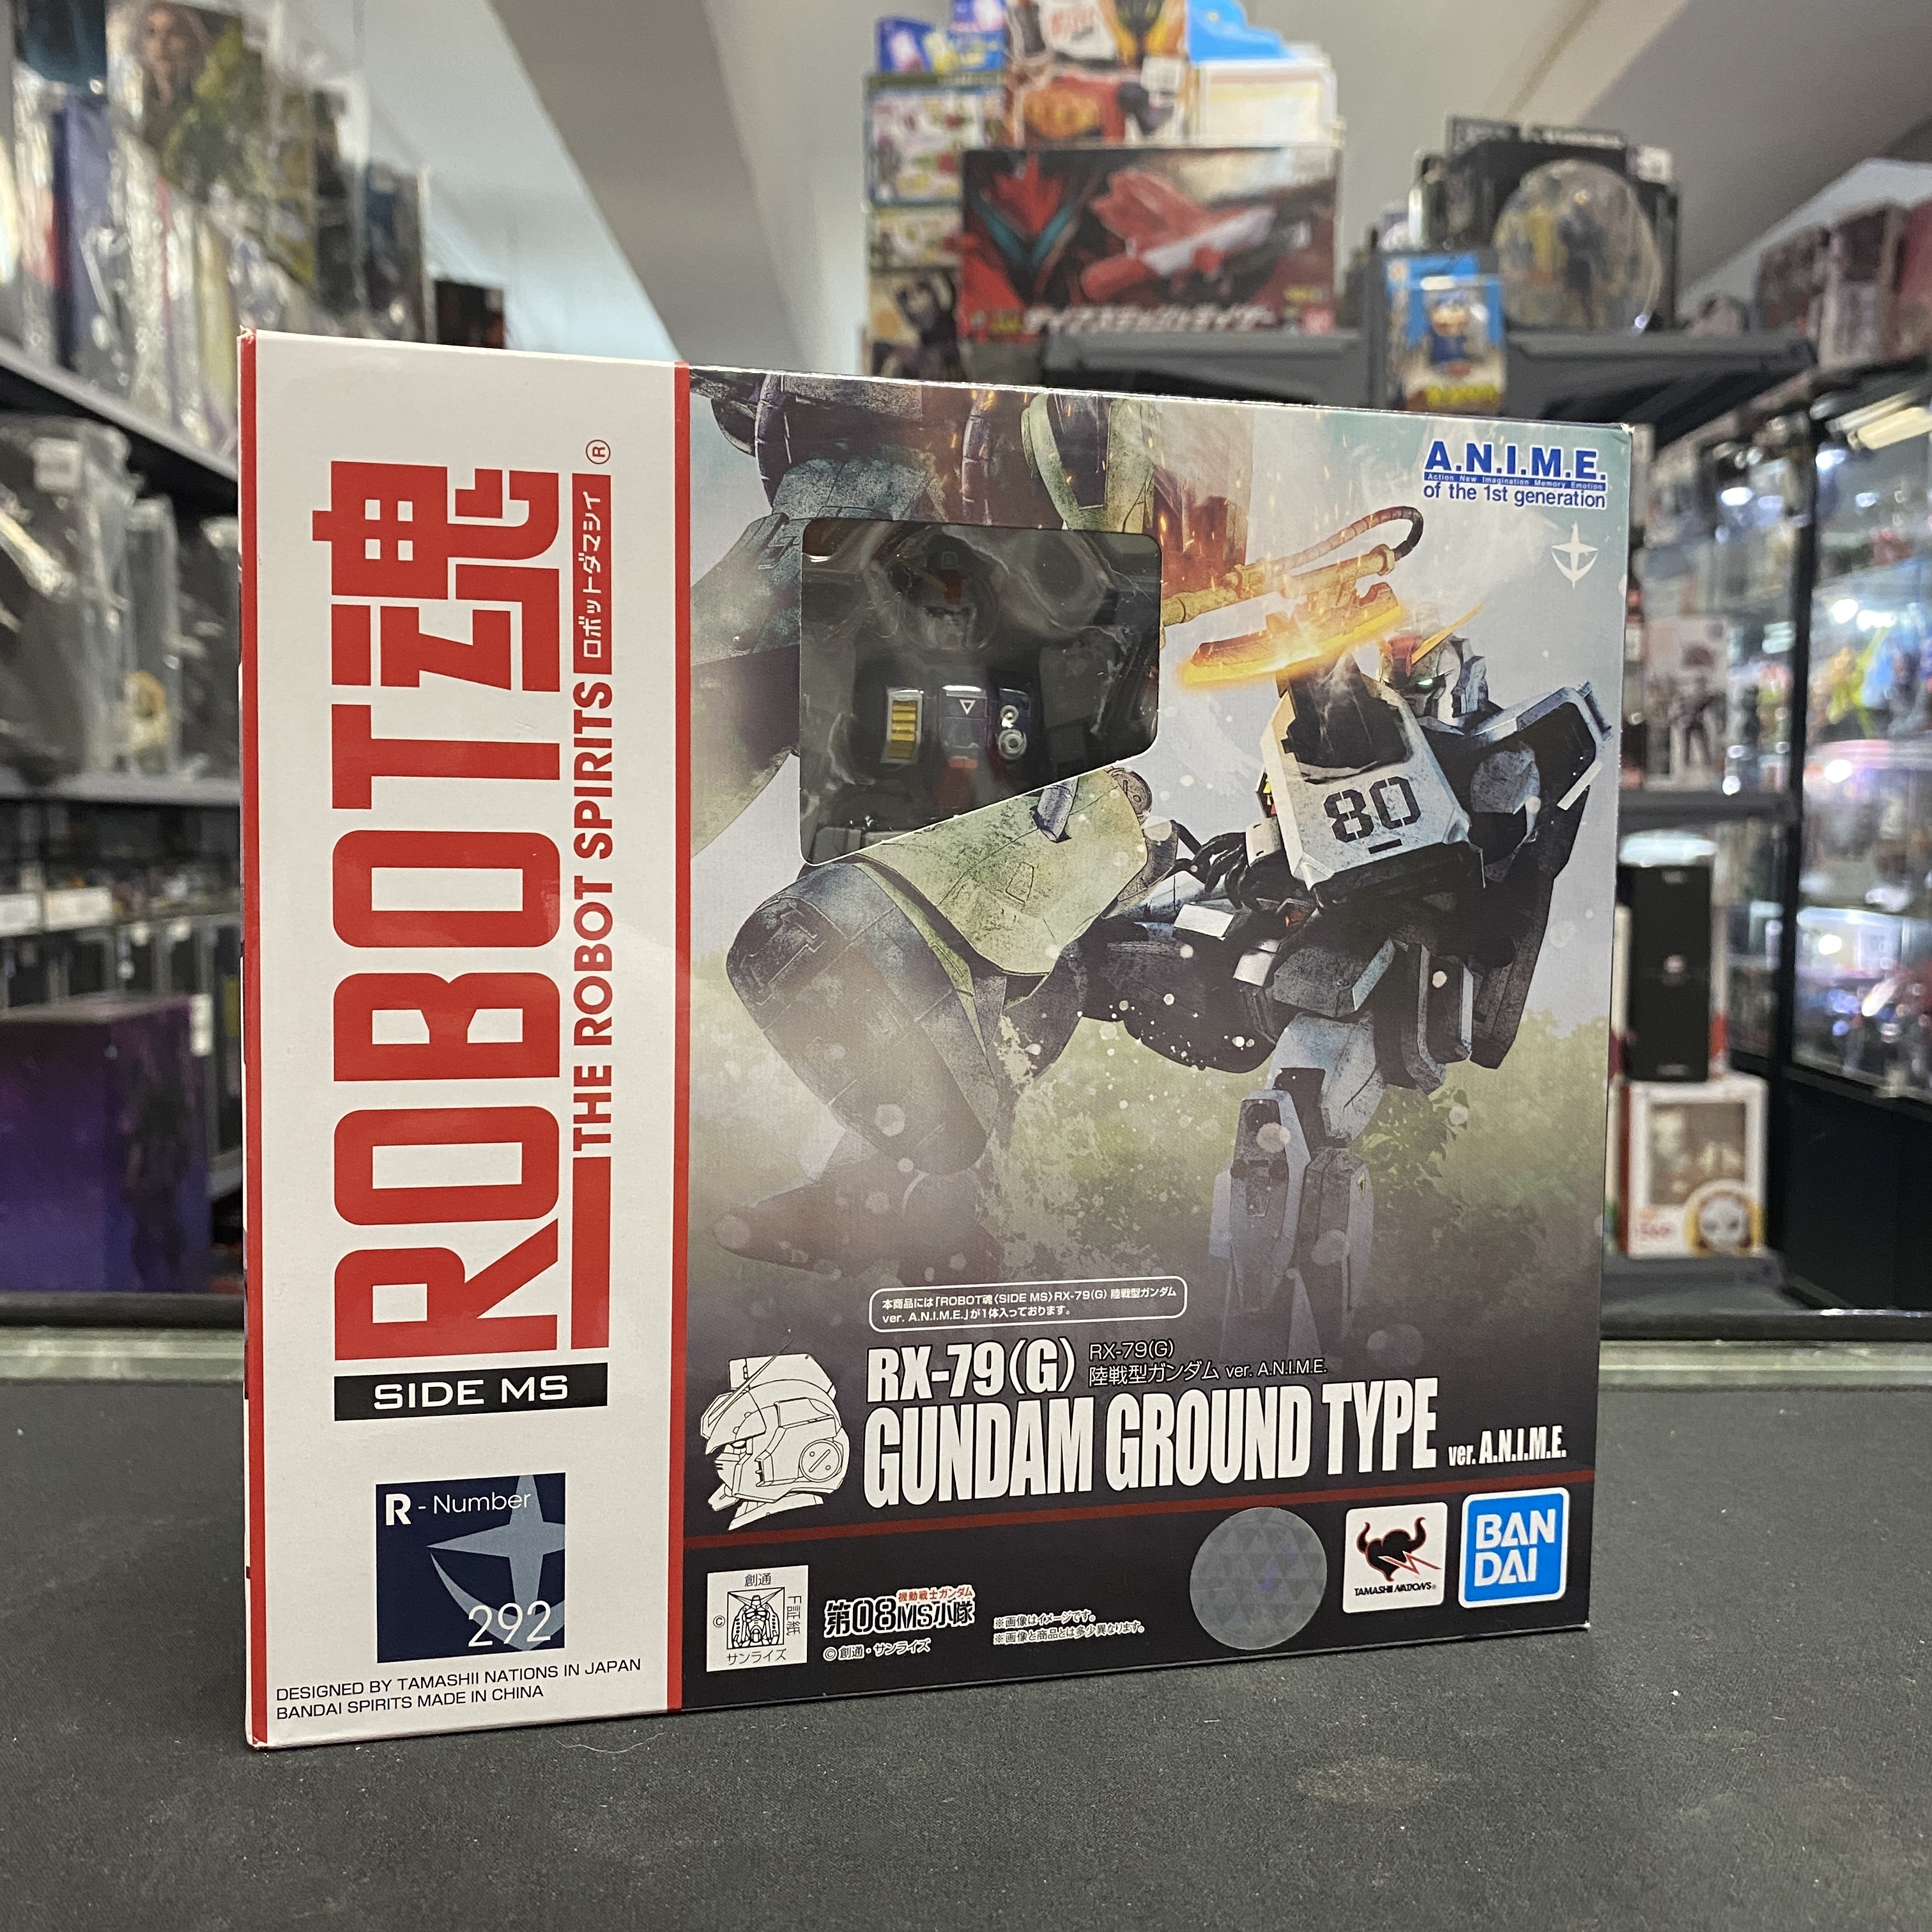 ROBOT魂
®
ロボットダマシイ
THE ROBOT SPIRITS
SIDE MS
R - Number
292
DESIGNED BY TAMASHII NATIONS IN JAPAN
BANDAI SPIRITS MADE IN CHINA
A.N.I.M.E.
Action New Imagination Memory Emotion
of the 1st generation
80
本商品には「ROBOT魂〈SIDE MS〉RX-79(G) 陸戦型ガンダム
ver. A.N.I.M.E.」が1体入っております。
RX-79(G)
RX-79(G)
陸戦型ガンダム ver. A.N.I.M.E.
GUNDAM GROUND TYPE ver. A.N.I.M.E.
創通
©
証紙
サンライズ
機動戦士ガンダム
第08MS小隊
©創通・サンライズ
※画像はイメージです。
※画像と商品とは多少異なります。
TAMASHII NATIONS®
BAN
DAI